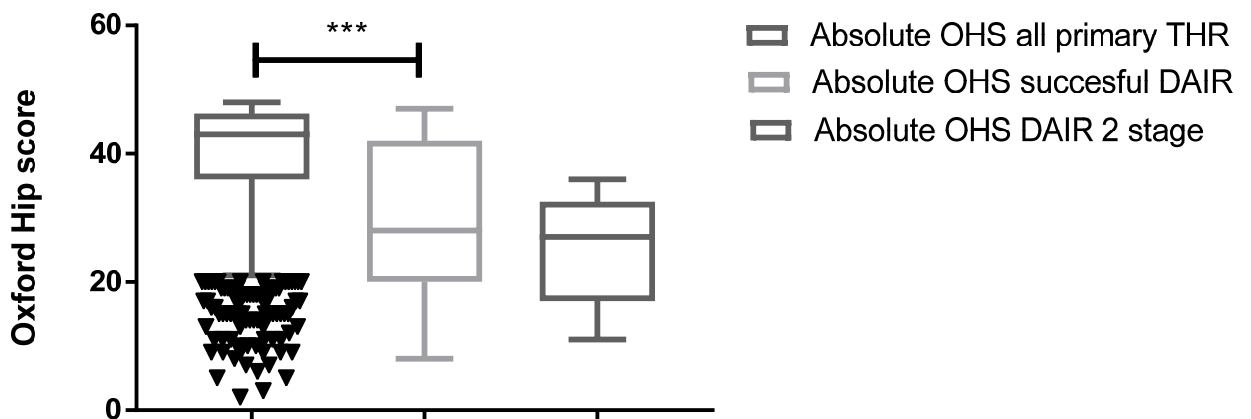 60
40
20
0
Oxford Hip score
***
Absolute OHS all primary THR
Absolute OHS succesful DAIR
Absolute OHS DAIR 2 stage